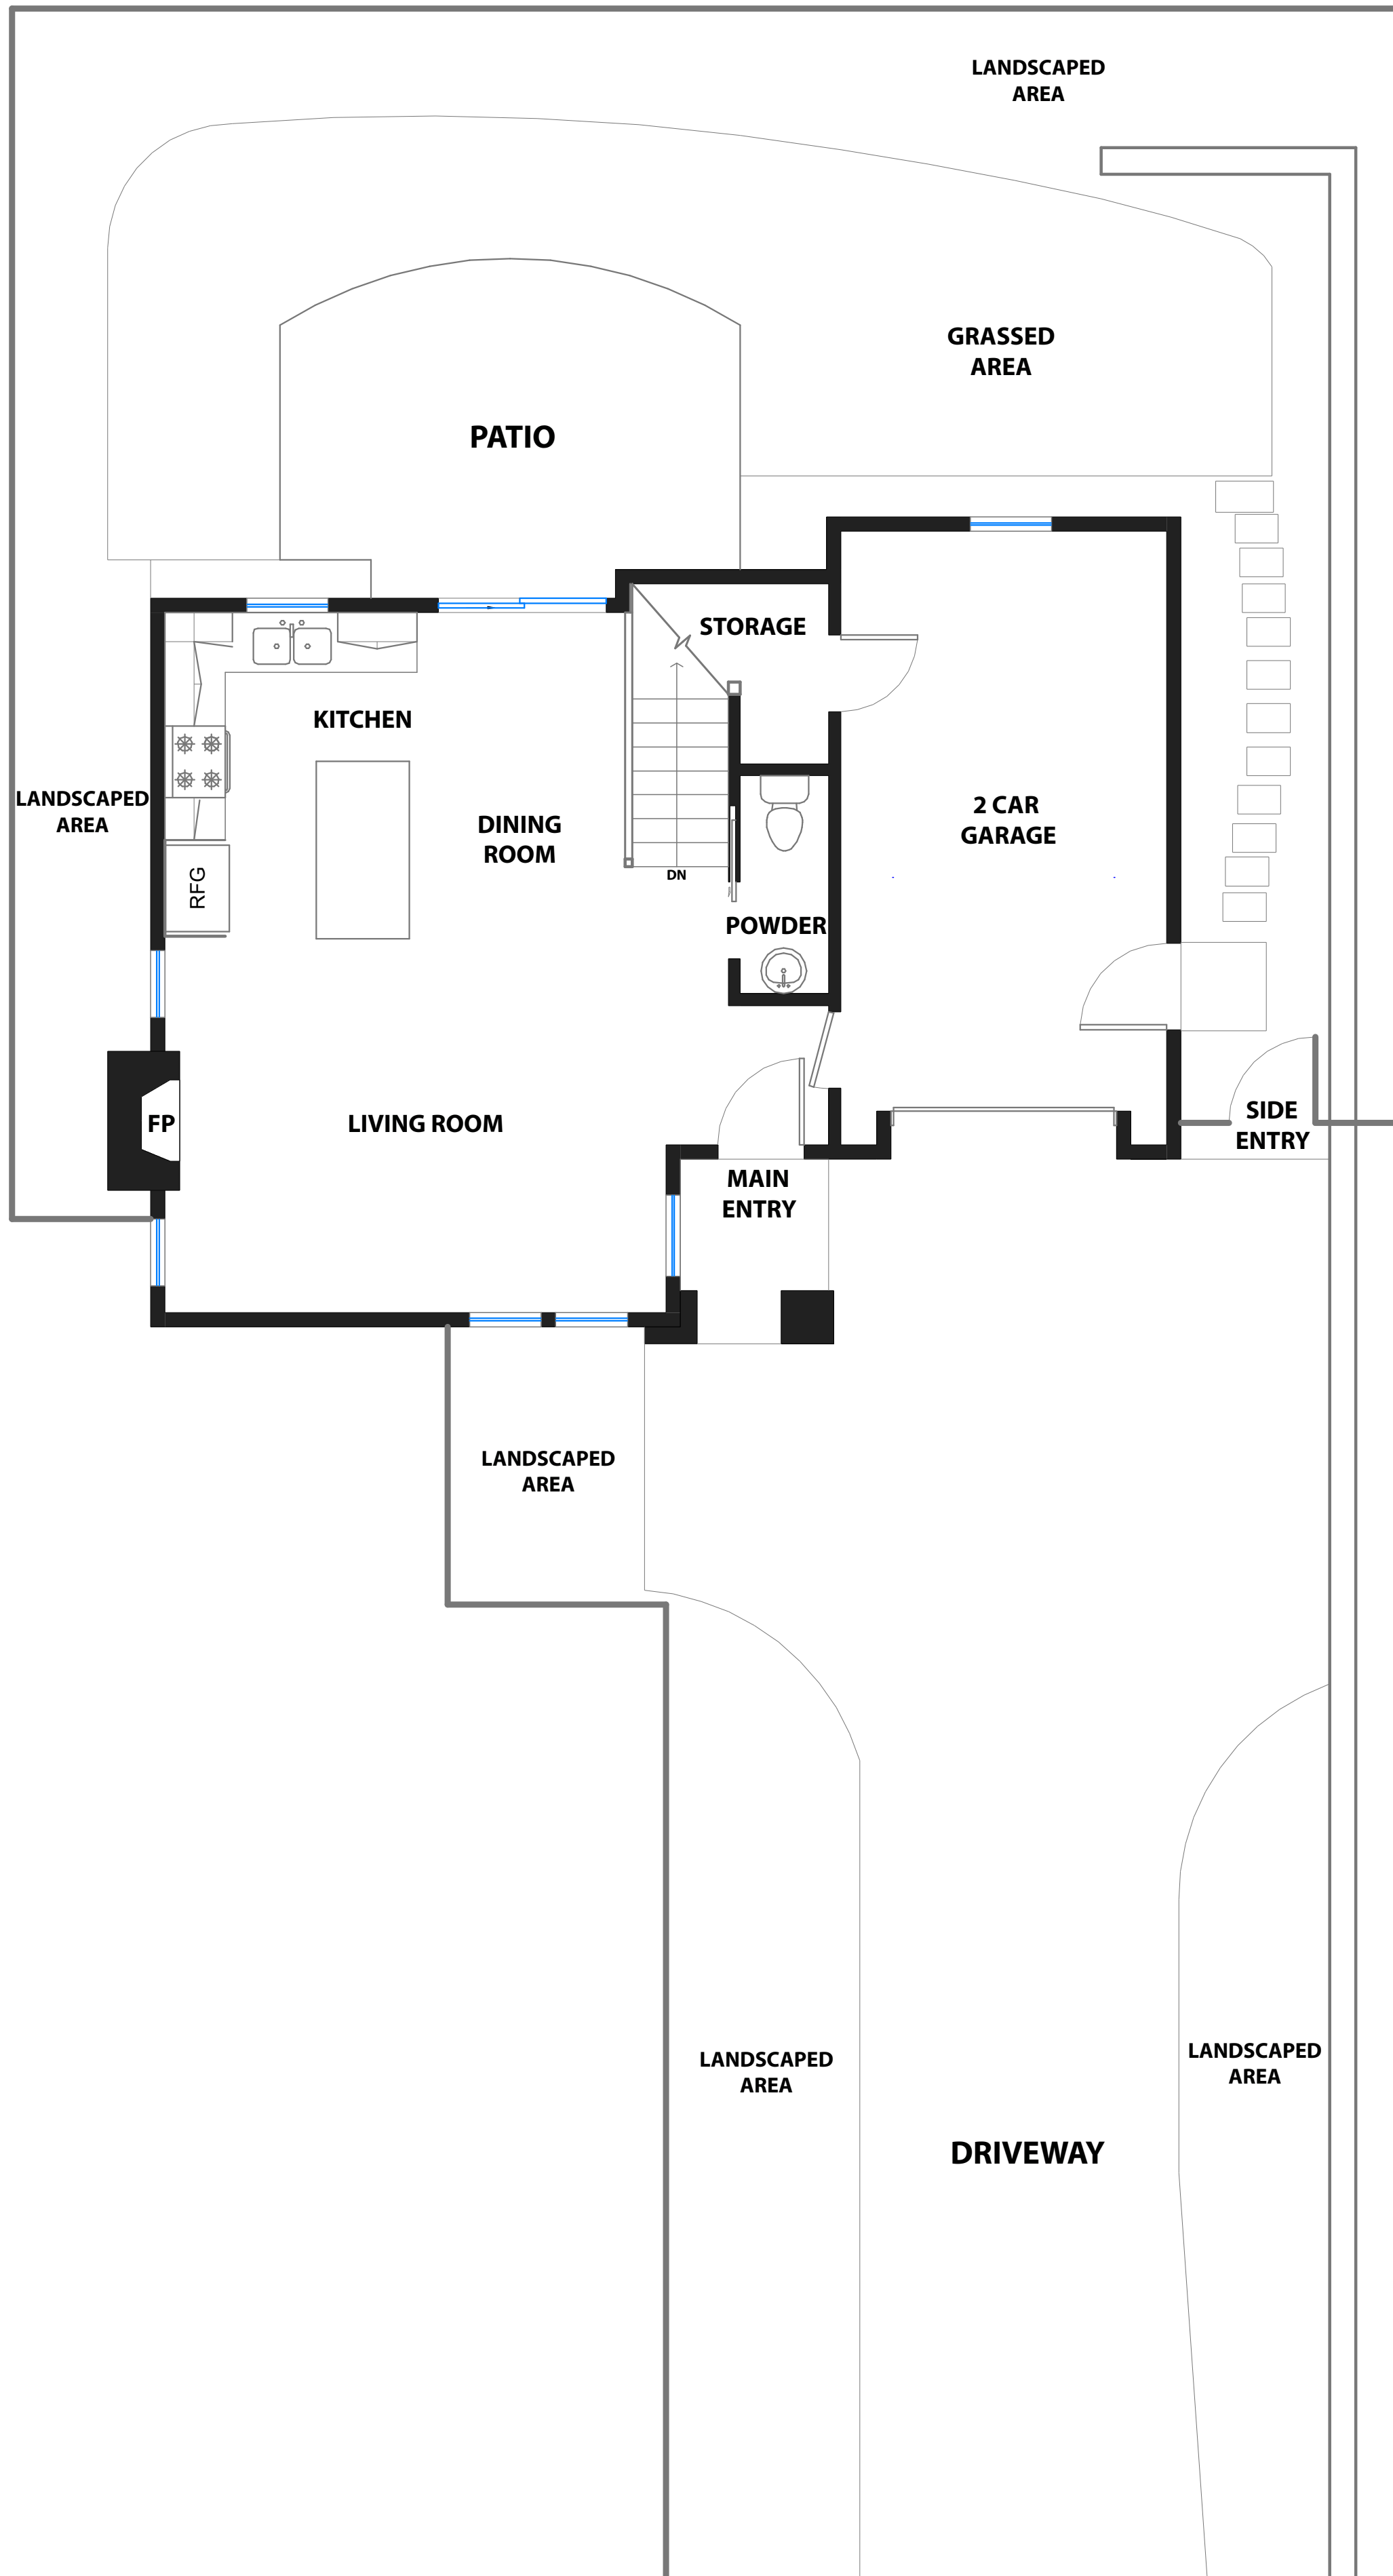 LANDSCAPED
AREA
GRASSED
AREA
PATIO
STORAGE
KITCHEN
LANDSCAPED
AREA
DINING
ROOM
2 CAR
GARAGE
RFG
DN
POWDER
FP
LIVING ROOM
SIDE
ENTRY
MAIN
ENTRY
LANDSCAPED
AREA
LANDSCAPED
AREA
LANDSCAPED
AREA
DRIVEWAY